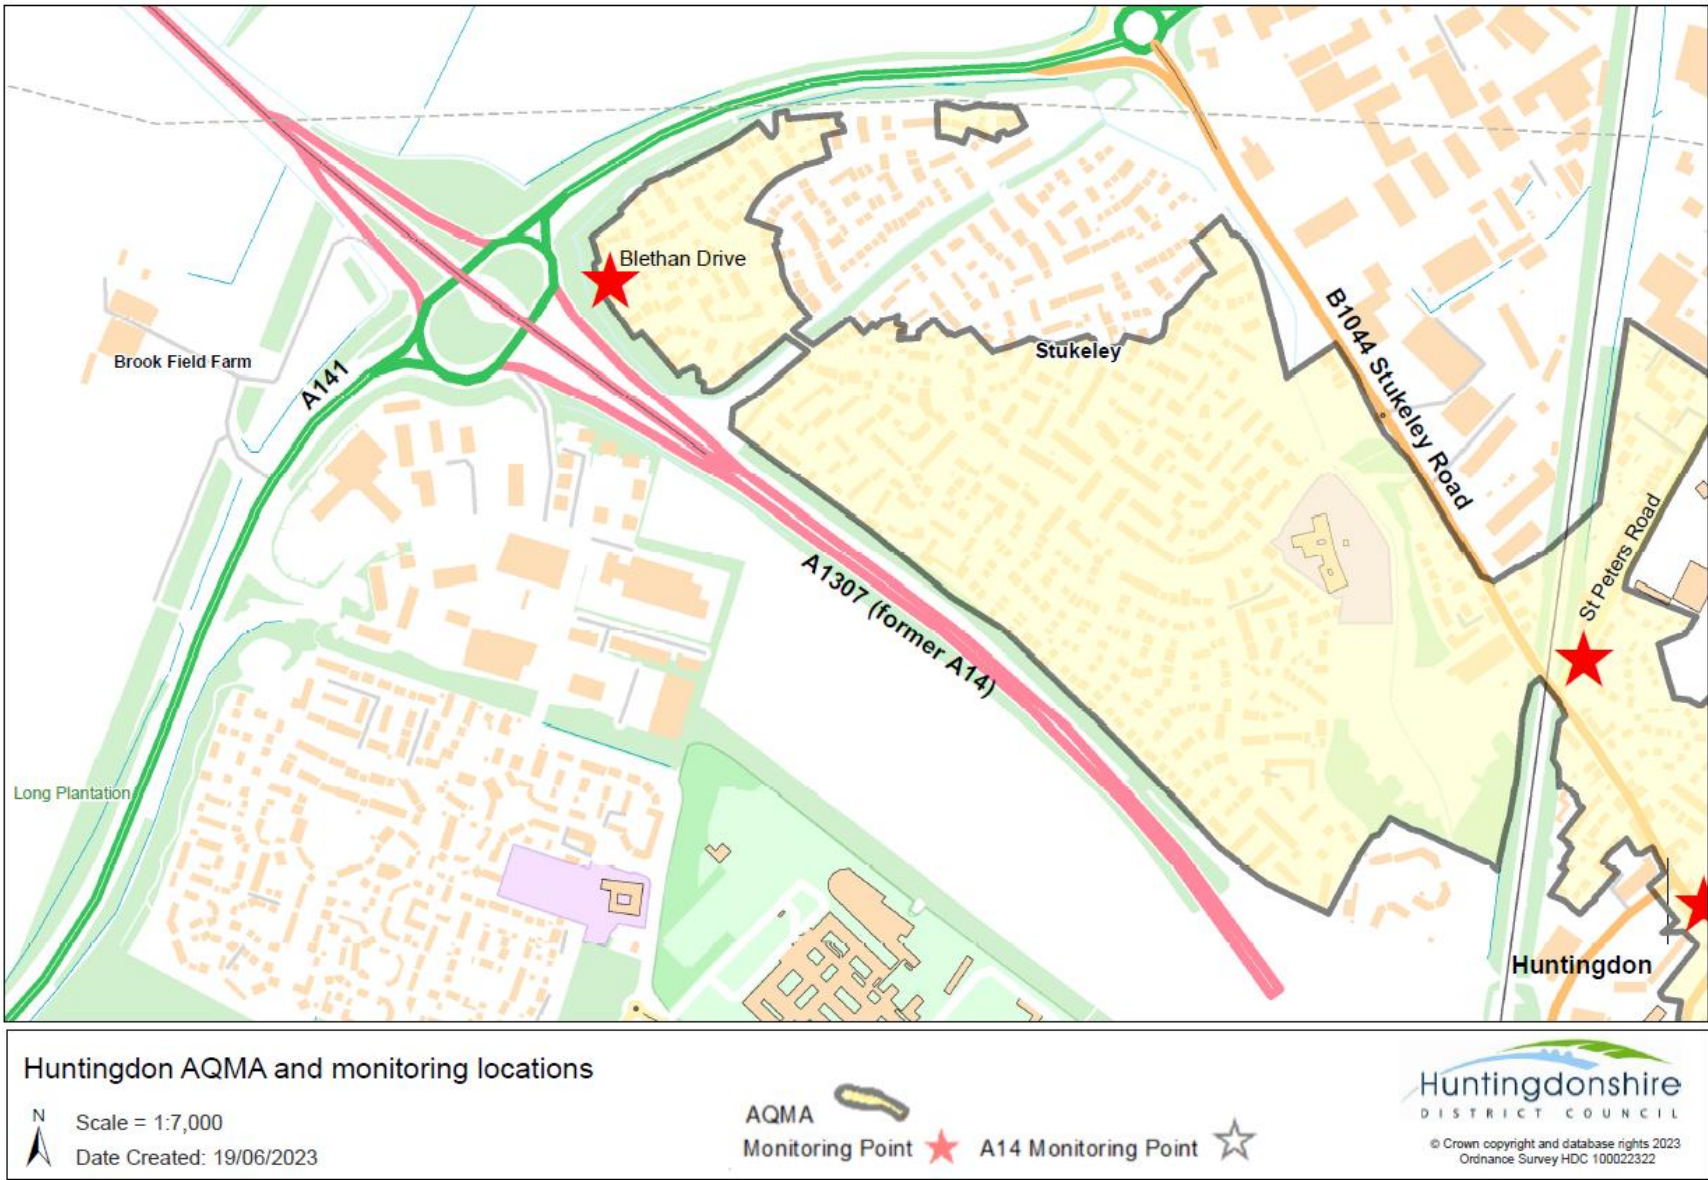 Blethan Drive
Brook Field Farm
A141
Stukeley
B1044 Stukeley Road
St Peters Road
A1307 (former A14)
Long Plantation
Huntingdon
Huntingdon AQMA and monitoring locations
N
Scale = 1:7,000
Date Created: 19/06/2023
AQMA
Monitoring Point
A14 Monitoring Point
Huntingdonshire
DISTRICT COUNCIL
© Crown copyright and database rights 2023
Ordnance Survey HDC 100022322